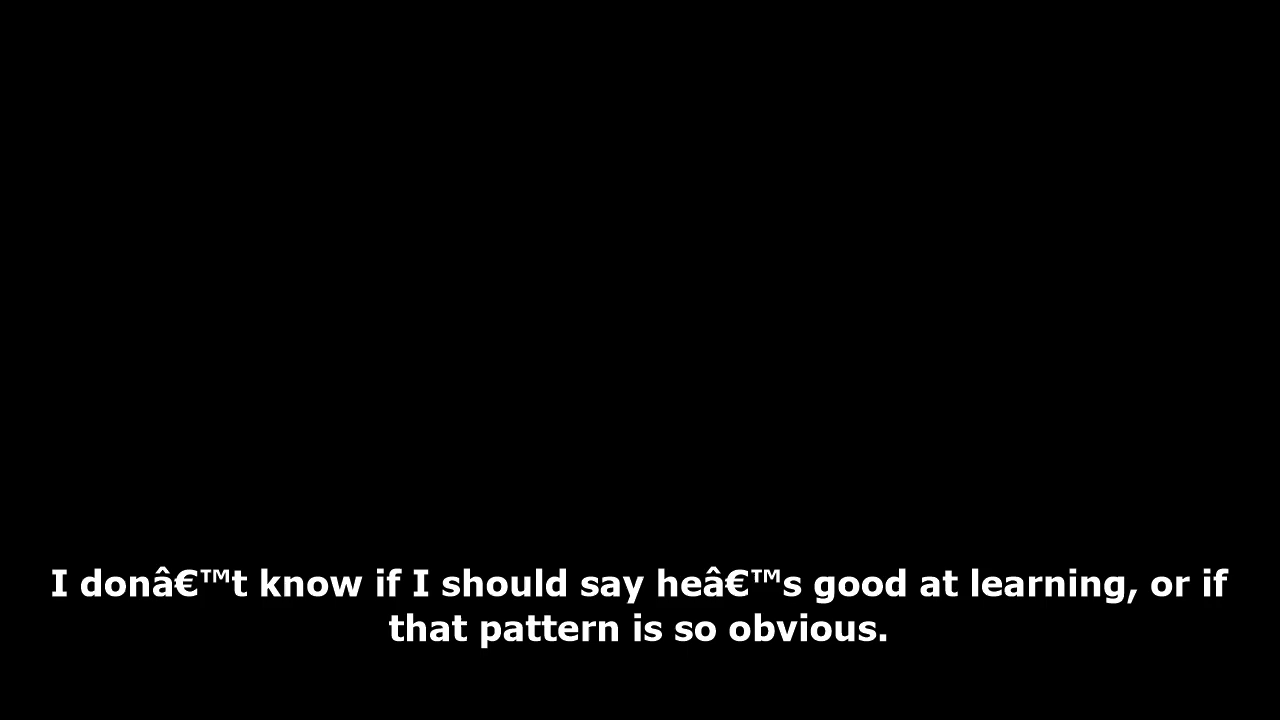 I donâ€™t know if I should say heâ€™s good at learning, or if
that pattern is so obvious.